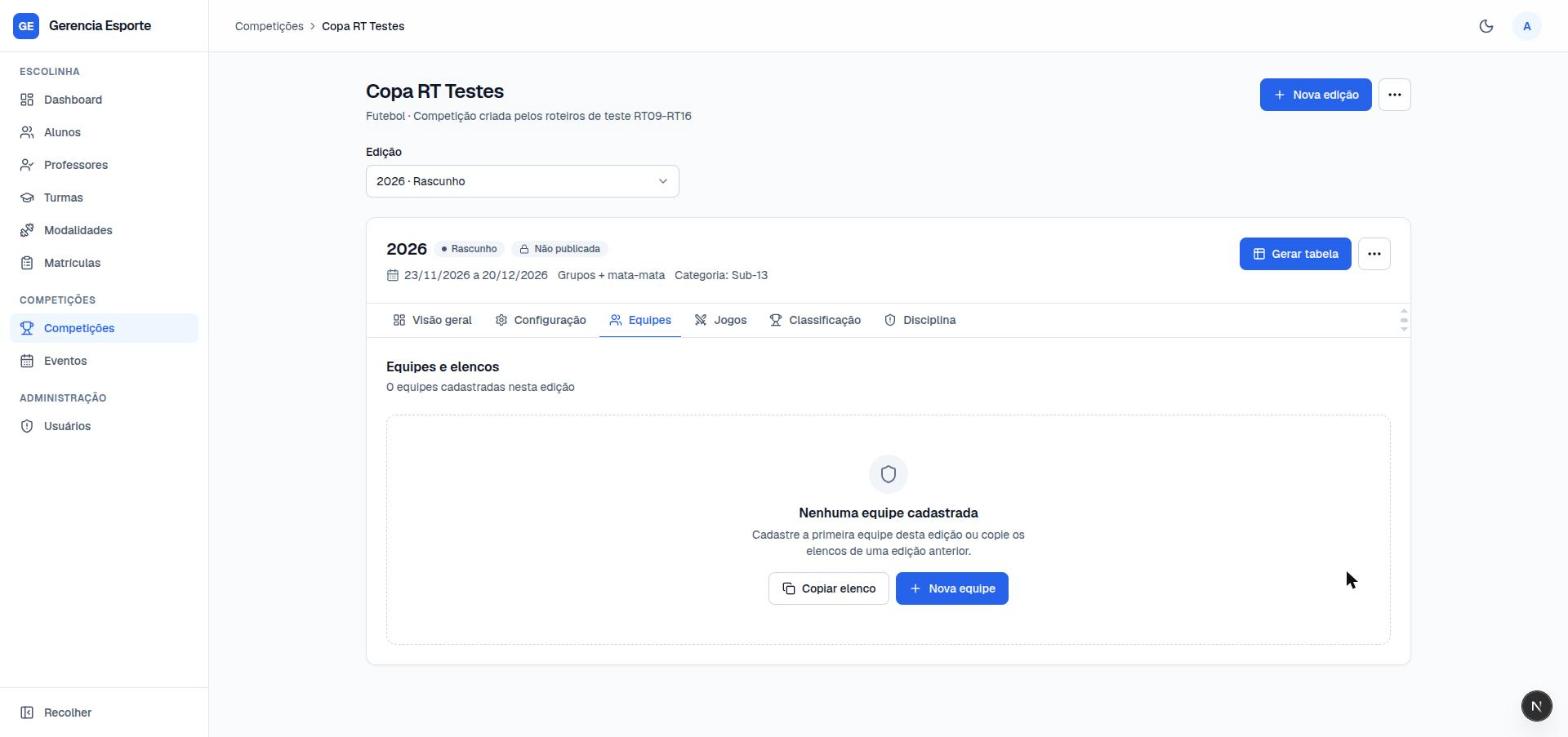 GE Gerencia Esporte
Competições > Copa RT Testes
A
ESCOLINHA
Dashboard
Alunos
Professores
Turmas
Modalidades
Matrículas
COMPETIÇÕES
Competições
Eventos
ADMINISTRAÇÃO
Usuários
Recolher
Copa RT Testes
Futebol · Competição criada pelos roteiros de teste RT09-RT16
+ Nova edição
Edição
2026 · Rascunho
2026 Rascunho Não publicada
23/11/2026 a 20/12/2026 Grupos + mata-mata Categoria: Sub-13
Gerar tabela
Visão geral Configuração Equipes Jogos Classificação Disciplina
Equipes e elencos
0 equipes cadastradas nesta edição
Nenhuma equipe cadastrada
Cadastre a primeira equipe desta edição ou copie os
elencos de uma edição anterior.
Copiar elenco + Nova equipe
N